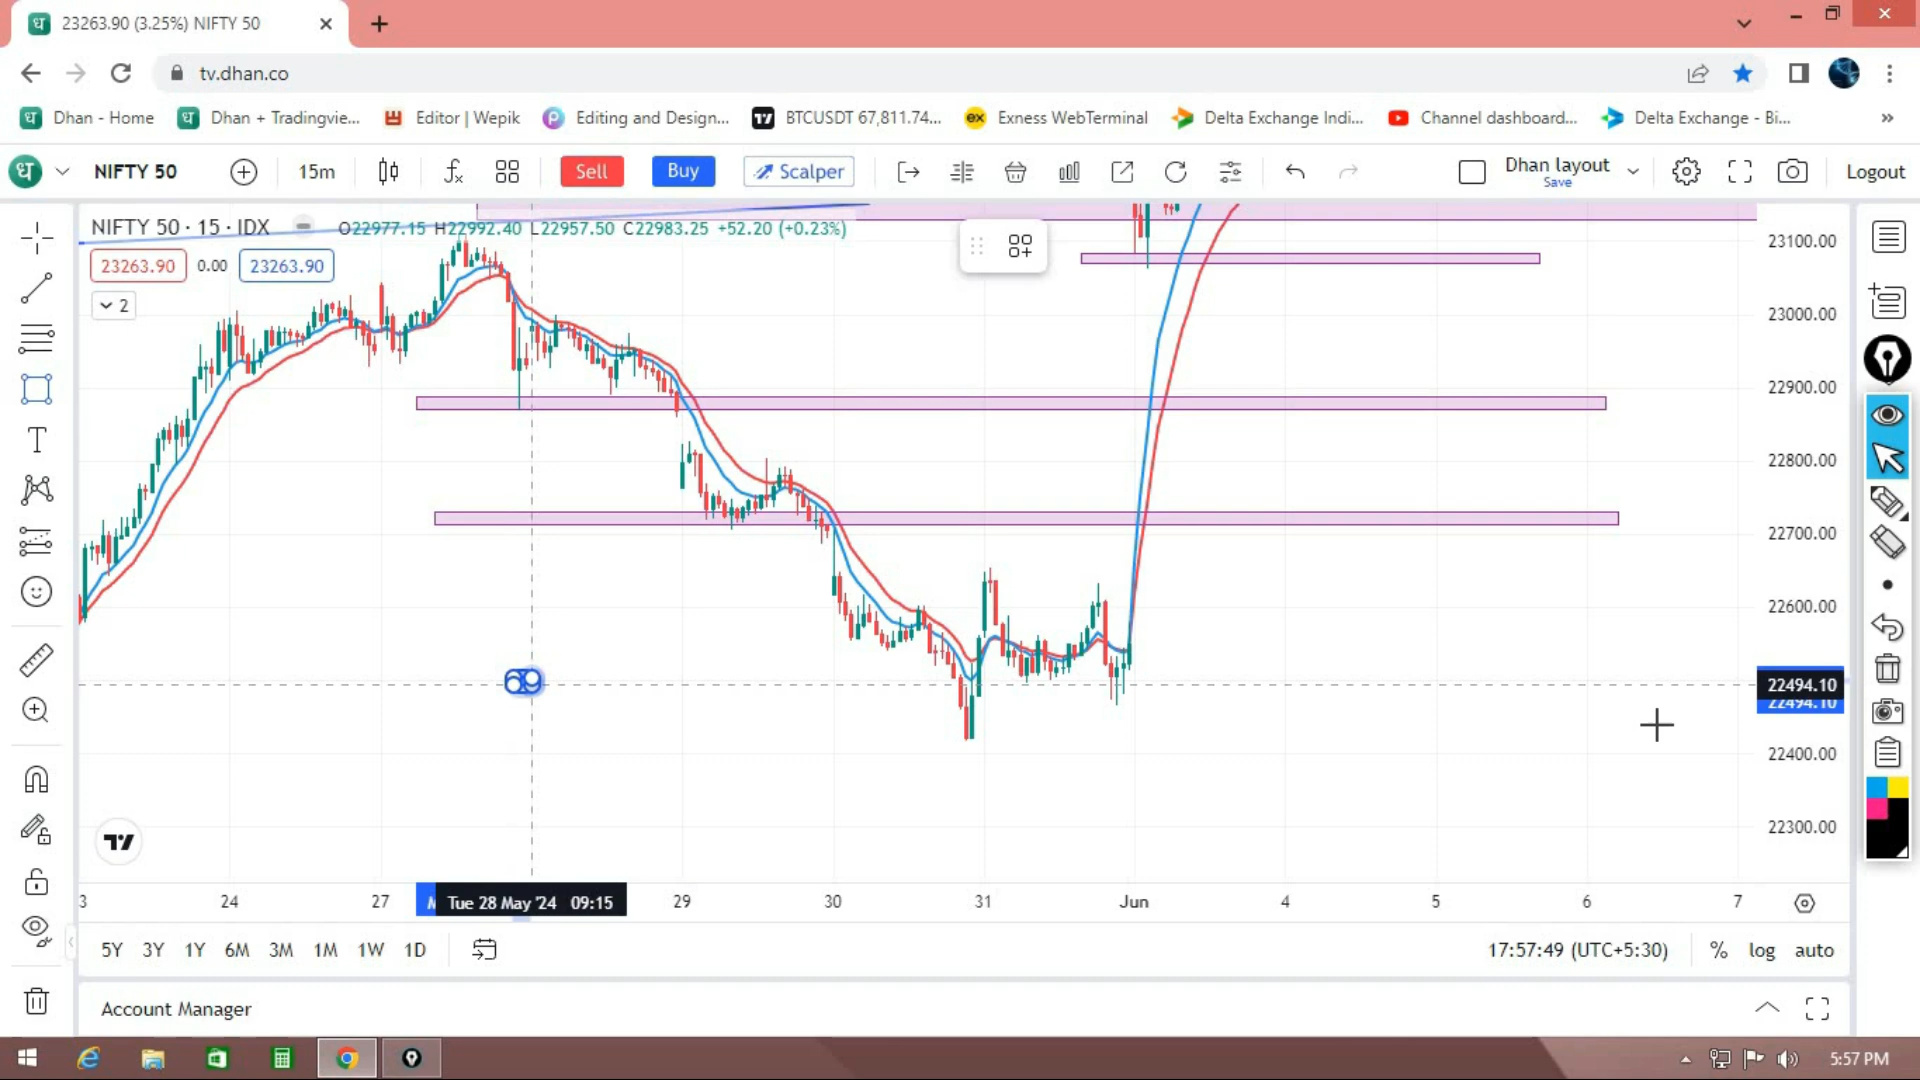 23263.90 (3.25%) NIFTY 50
tv.dhan.co
Dhan - Home
Dhan + Tradingvie...
Editor | Wepik
Editing and Design...
BTCUSDT 67,811.74...
Exness WebTerminal
Delta Exchange Indi...
Channel dashboard...
Delta Exchange - Bi...
NIFTY 50
15m
Sell
Buy
Scalper
Dhan layout
Save
Logout
NIFTY 50 · 15 · IDX
O22977.15 H22992.40 L22957.50 C22983.25 +52.20 (+0.23%)
23263.90
0.00
23263.90
2
23100.00
23000.00
22900.00
22800.00
22700.00
22600.00
22494.10
22494.10
22400.00
22300.00
3
24
27
Tue 28 May '24 09:15
29
30
31
Jun
4
5
6
7
5Y
3Y
1Y
6M
3M
1M
1W
1D
17:57:49 (UTC+5:30)
%
log
auto
Account Manager
5:57 PM